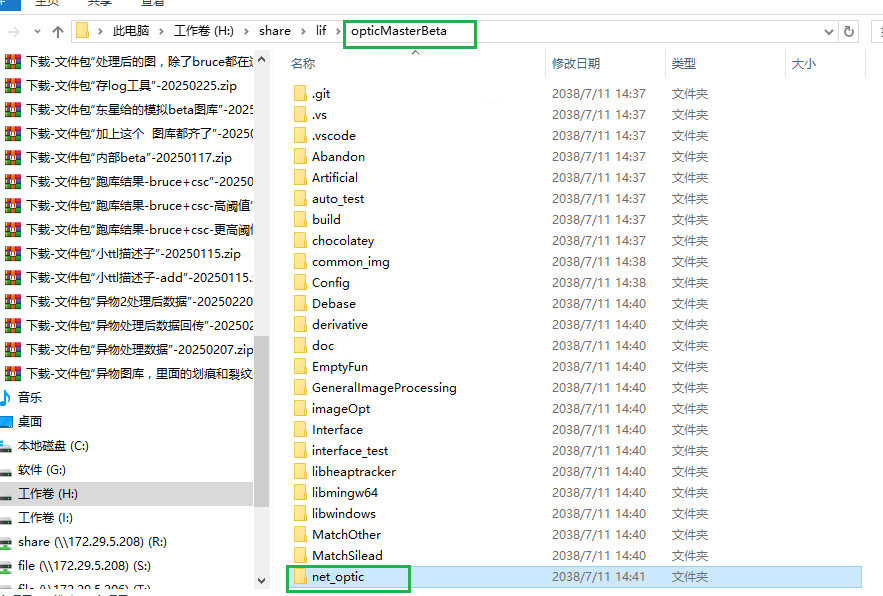 主页 共享 查看
此电脑 工作卷 (H:) share lif opticMasterBeta
下载-文件包“处理后的图，除了bruce都在
下载-文件包“存log工具”-20250225.zip
下载-文件包“东星给的模拟beta图库”-2025
下载-文件包“加上这个 图库都齐了”-20250
下载-文件包“内部beta”-20250117.zip
下载-文件包“跑库结果-bruce+csc”-20250
下载-文件包“跑库结果-bruce+csc-高阈值“
下载-文件包“跑库结果-bruce+csc-更高阈
下载-文件包“小ttl描述子”-20250115.zip
下载-文件包“小ttl描述子-add”-20250115.
下载-文件包“异物2处理后数据”-20250220
下载-文件包“异物处理后数据回传”-202502
下载-文件包“异物处理数据”-20250207.zip
下载-文件包“异物图库，里面的划痕和裂纹
音乐
桌面
本地磁盘 (C:)
软件 (G:)
工作卷 (H:)
工作卷 (I:)
share (\\172.29.5.208) (R:)
file (\\172.29.5.208) (S:)
file (\\172.29.5.206) (T:)
名称 修改日期 类型 大小
.git 2038/7/11 14:37 文件夹
.vs 2038/7/11 14:37 文件夹
.vscode 2038/7/11 14:37 文件夹
Abandon 2038/7/11 14:37 文件夹
Artificial 2038/7/11 14:37 文件夹
auto_test 2038/7/11 14:37 文件夹
build 2038/7/11 14:37 文件夹
chocolatey 2038/7/11 14:37 文件夹
common_img 2038/7/11 14:38 文件夹
Config 2038/7/11 14:38 文件夹
Debase 2038/7/11 14:40 文件夹
derivative 2038/7/11 14:40 文件夹
doc 2038/7/11 14:40 文件夹
EmptyFun 2038/7/11 14:40 文件夹
GeneralImageProcessing 2038/7/11 14:40 文件夹
imageOpt 2038/7/11 14:40 文件夹
Interface 2038/7/11 14:40 文件夹
interface_test 2038/7/11 14:40 文件夹
libheaptracker 2038/7/11 14:40 文件夹
libmingw64 2038/7/11 14:40 文件夹
libwindows 2038/7/11 14:40 文件夹
MatchOther 2038/7/11 14:40 文件夹
MatchSilead 2038/7/11 14:40 文件夹
net_optic 2038/7/11 14:41 文件夹